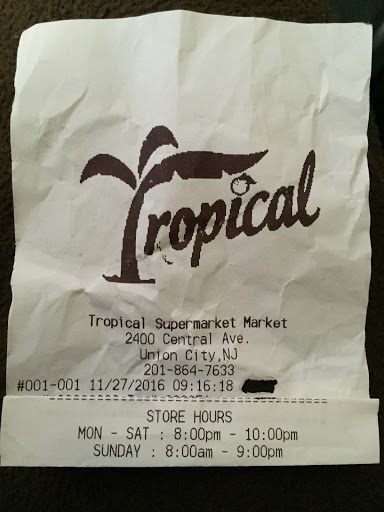 Tropical
Tropical Supermarket Market
2400 Central Ave.
Union City,NJ
201-864-7633
#001-001 11/27/2016 09:16:18
STORE HOURS
MON - SAT : 8:00pm - 10:00pm
SUNDAY : 8:00am - 9:00pm